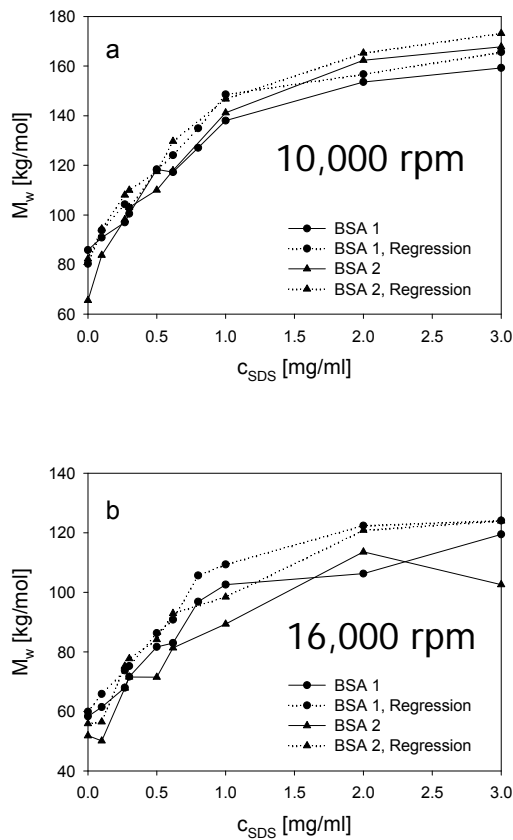 a
10,000 rpm
M_w [kg/mol]
180
160
140
120
100
80
60
BSA 1
BSA 1, Regression
BSA 2
BSA 2, Regression
0.0 0.5 1.0 1.5 2.0 2.5 3.0
c_SDS [mg/ml]
b
16,000 rpm
M_w [kg/mol]
140
120
100
80
60
40
BSA 1
BSA 1, Regression
BSA 2
BSA 2, Regression
0.0 0.5 1.0 1.5 2.0 2.5 3.0
c_SDS [mg/ml]